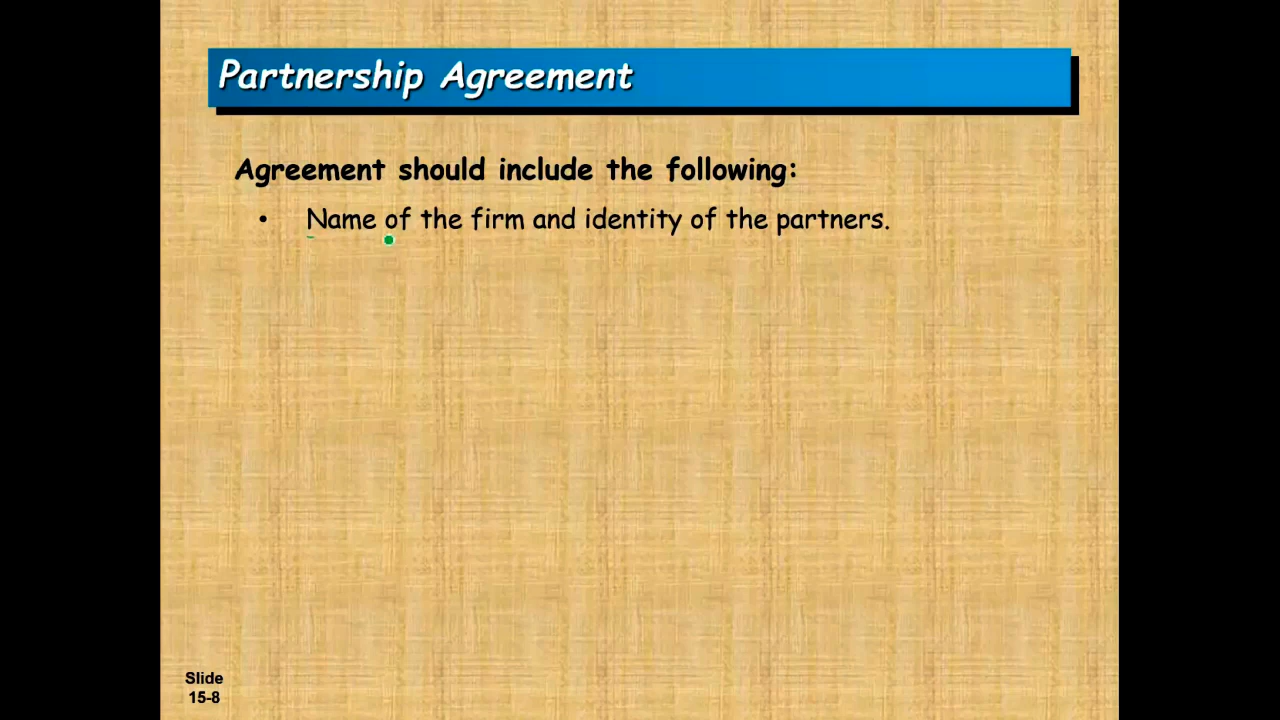 Partnership Agreement
Agreement should include the following:
• Name of the firm and identity of the partners.
Slide
15-8